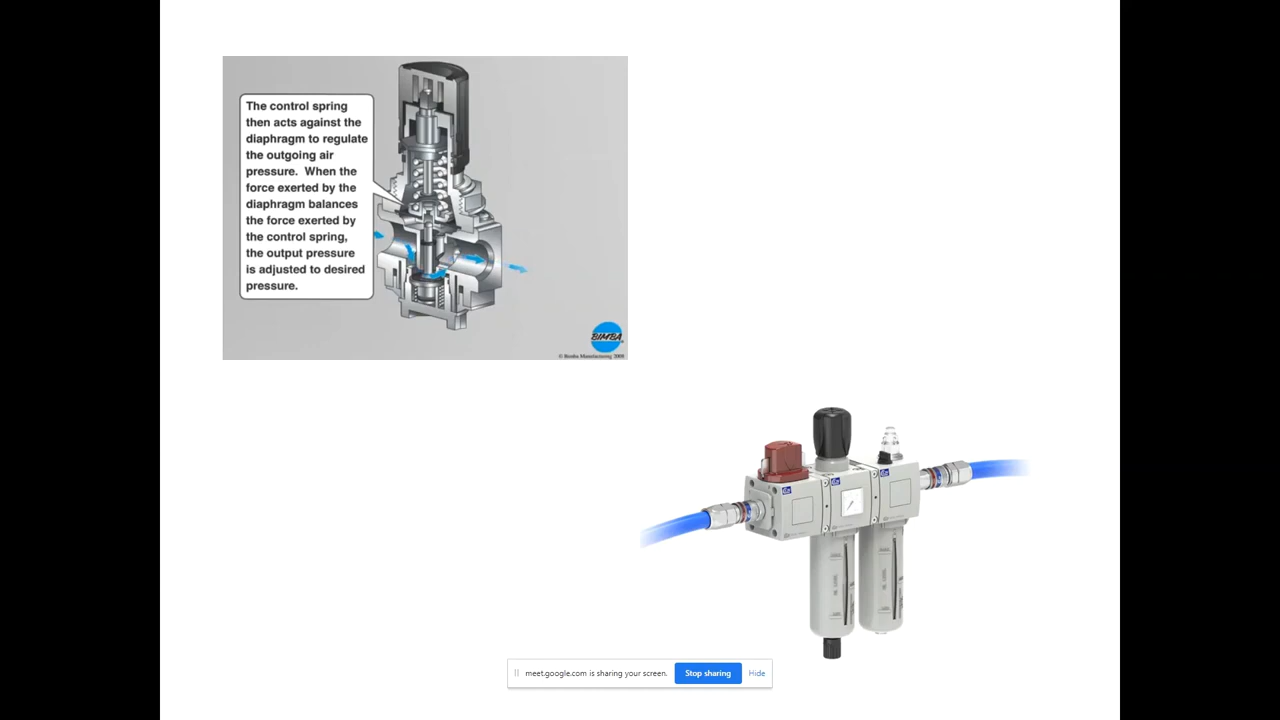 The control spring
then acts against the
diaphragm to regulate
the outgoing air
pressure. When the
force exerted by the
diaphragm balances
the force exerted by
the control spring,
the output pressure
is adjusted to desired
pressure.
BIMBA
© Bimba Manufacturing 2009
meet.google.com is sharing your screen.
Stop sharing
Hide